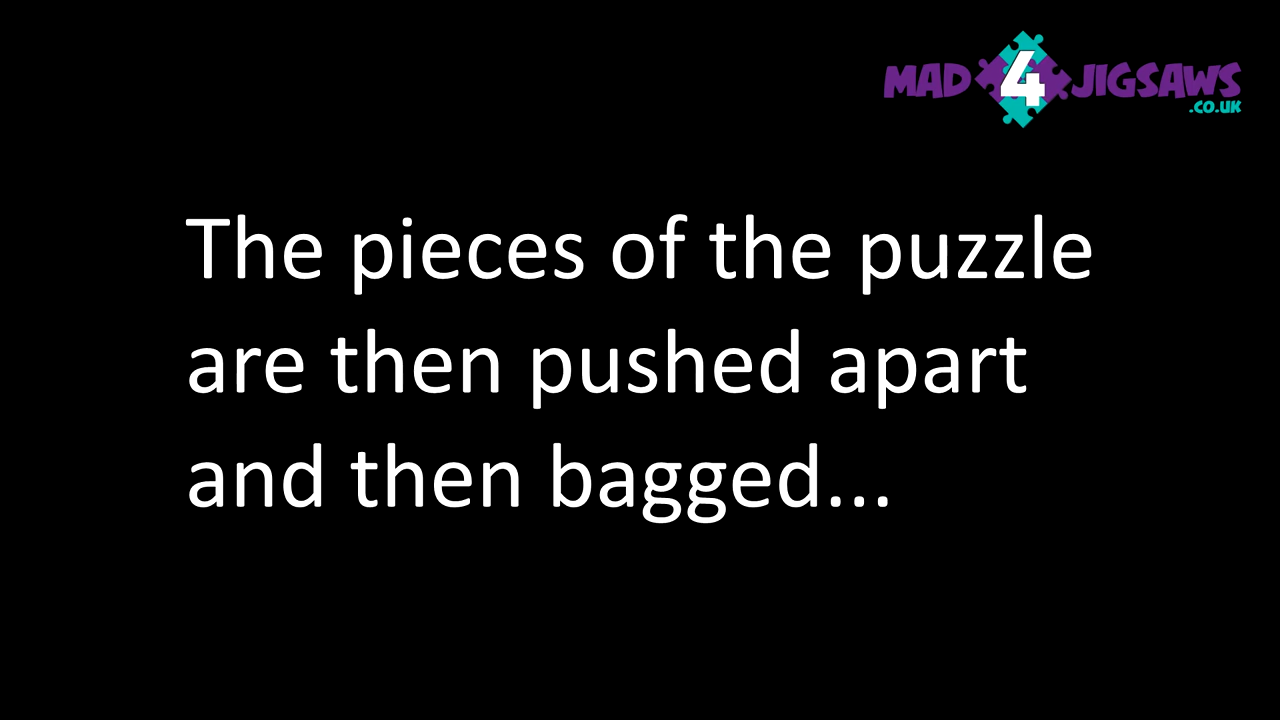 MAD 4 JIGSAWS
.CO.UK
The pieces of the puzzle
are then pushed apart
and then bagged...